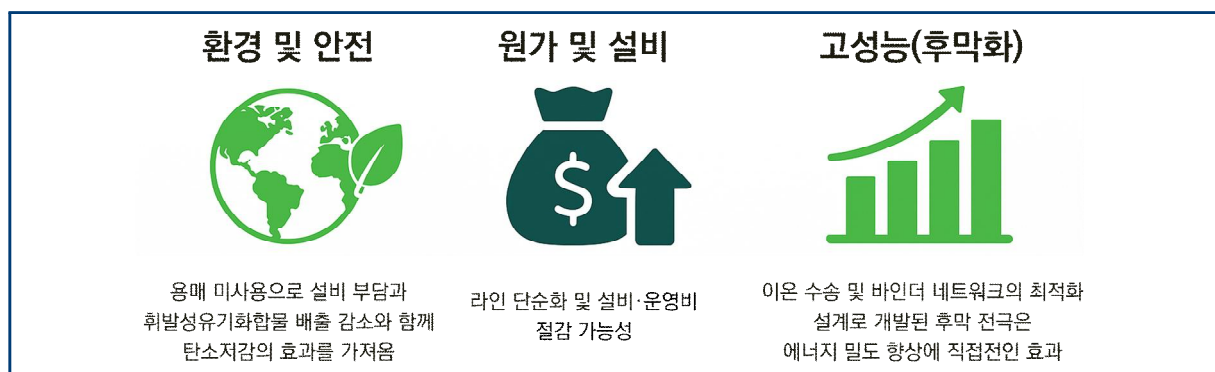 환경 및 안전
용매 미사용으로 설비 부담과
휘발성유기화합물 배출 감소와 함께
탄소저감의 효과를 가져옴
원가 및 설비
$
라인 단순화 및 설비·운영비
절감 가능성
고성능(후막화)
이온 수송 및 바인더 네트워크의 최적화
설계로 개발된 후막 전극은
에너지 밀도 향상에 직접전인 효과